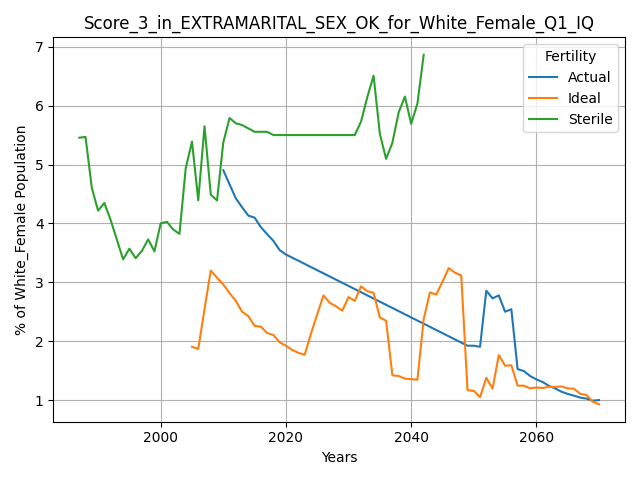 Score_3_in_EXTRAMARITAL_SEX_OK_for_White_Female_Q1_IQ
% of White_Female Population
7
6
5
4
3
2
1
Fertility
Actual
Ideal
Sterile
2000 2020 2040 2060
Years